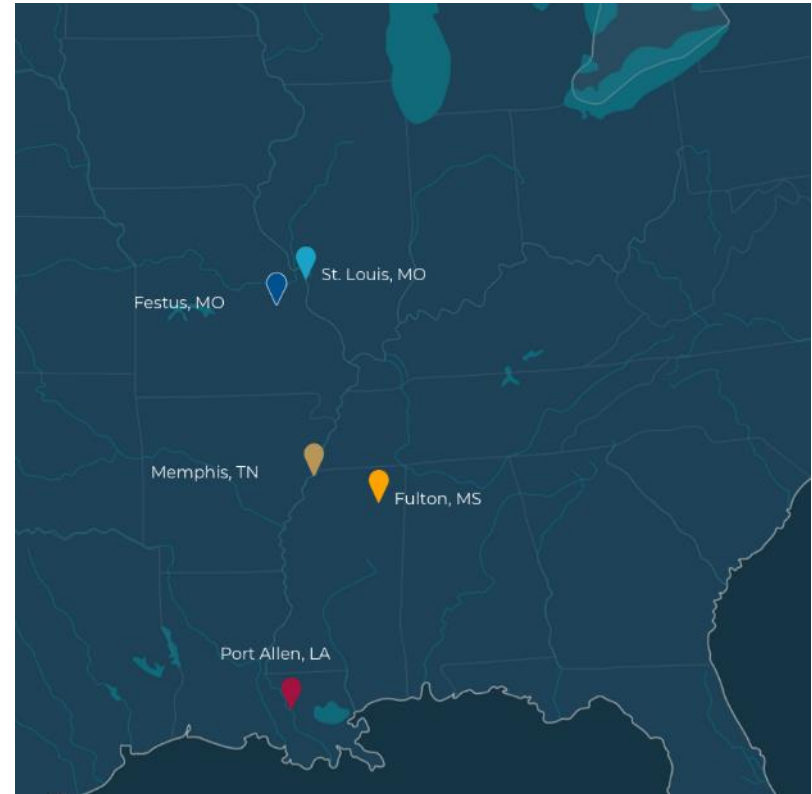 St. Louis, MO
Festus, MO
Memphis, TN
Fulton, MS
Port Allen, LA